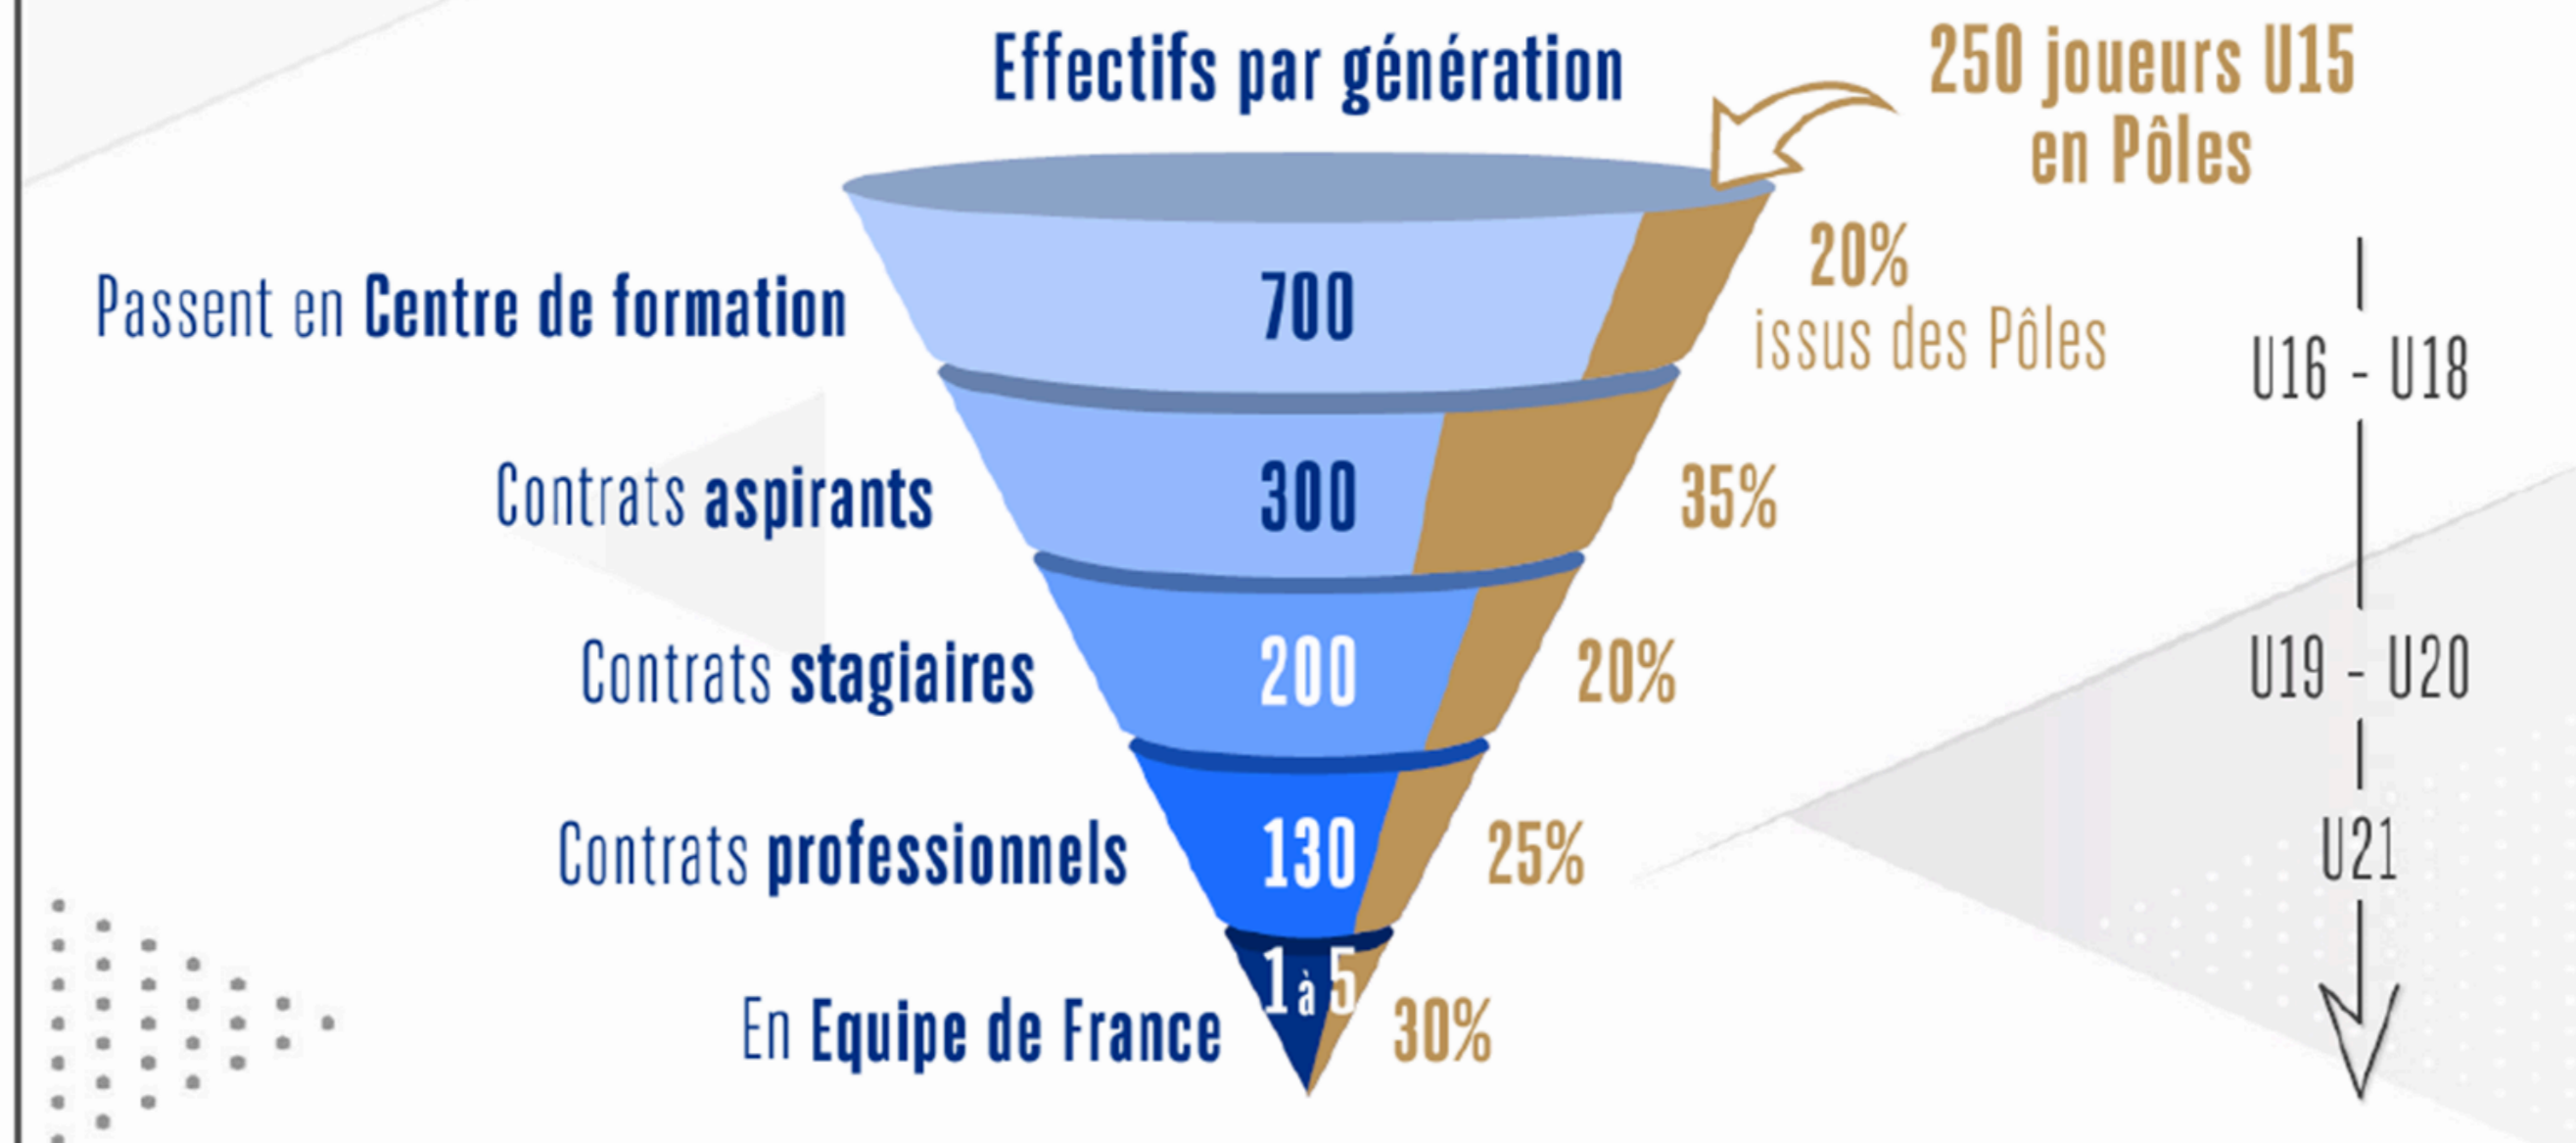 Effectifs par génération
250 joueurs U15
en Pôles
Passent en Centre de formation
700
20%
issus des Pôles
U16 - U18
Contrats aspirants
300
35%
Contrats stagiaires
200
20%
U19 - U20
Contrats professionnels
130
25%
U21
En Equipe de France
1 à 5
30%